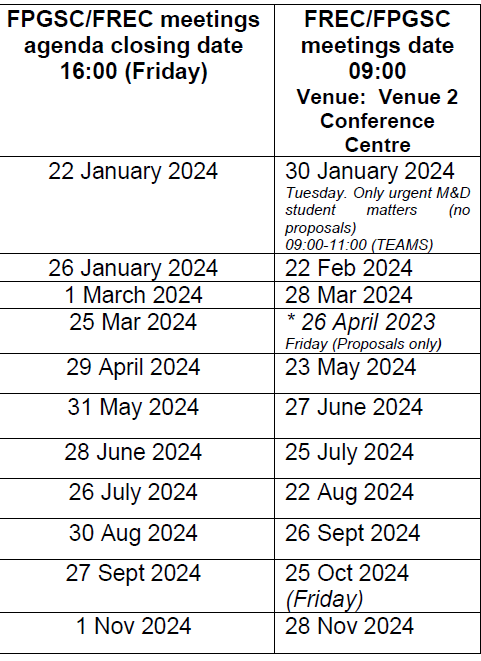 FPGSC/FREC meetings
agenda closing date
16:00 (Friday)
FREC/FPGSC
meetings date
09:00
Venue: Venue 2
Conference
Centre
22 January 2024
30 January 2024
Tuesday. Only urgent M&D
student matters (no
proposals)
09:00-11:00 (TEAMS)
26 January 2024
22 Feb 2024
1 March 2024
28 Mar 2024
25 Mar 2024
* 26 April 2023
Friday (Proposals only)
29 April 2024
23 May 2024
31 May 2024
27 June 2024
28 June 2024
25 July 2024
26 July 2024
22 Aug 2024
30 Aug 2024
26 Sept 2024
27 Sept 2024
25 Oct 2024
(Friday)
1 Nov 2024
28 Nov 2024